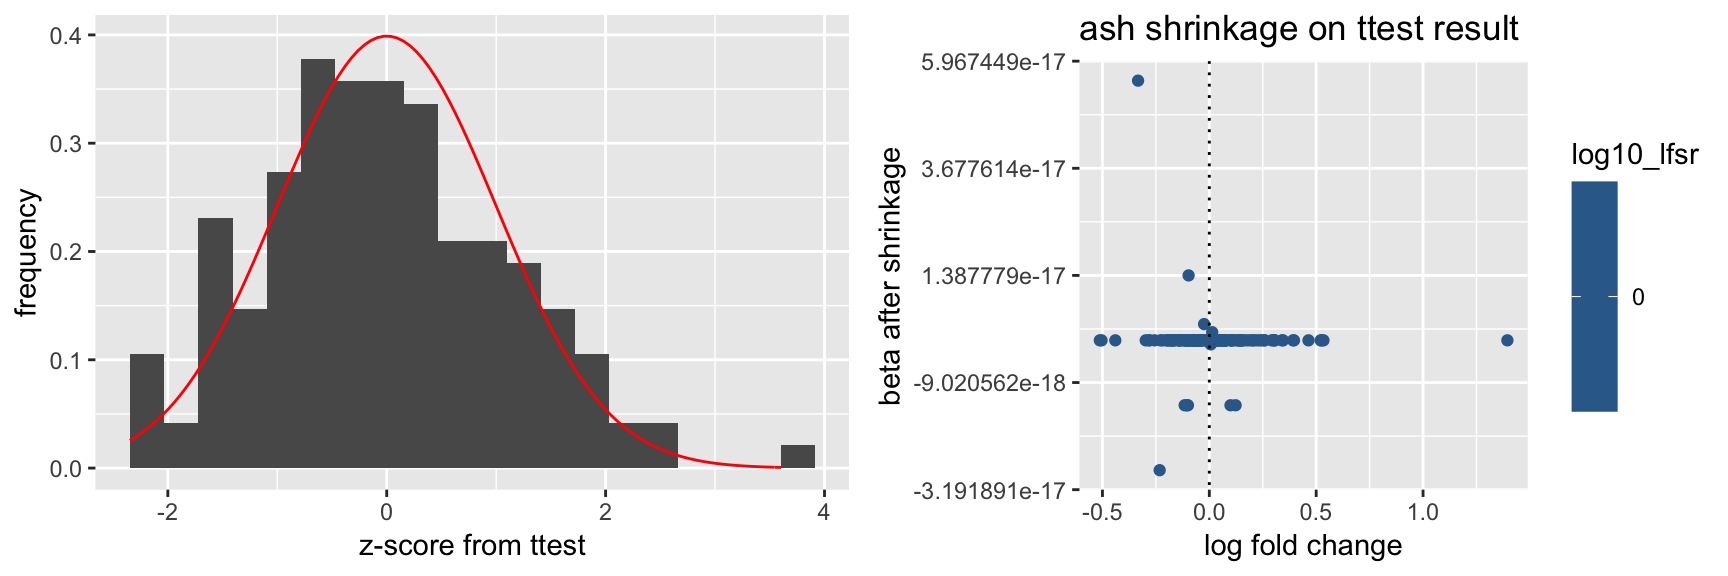 0.4
0.3
0.2
0.1
0.0
frequency
-2
0
2
4
z-score from ttest
ash shrinkage on ttest result
5.967449e-17
3.677614e-17
1.387779e-17
-9.020562e-18
-3.191891e-17
beta after shrinkage
-0.5
0.0
0.5
1.0
log fold change
log10_lfsr
0